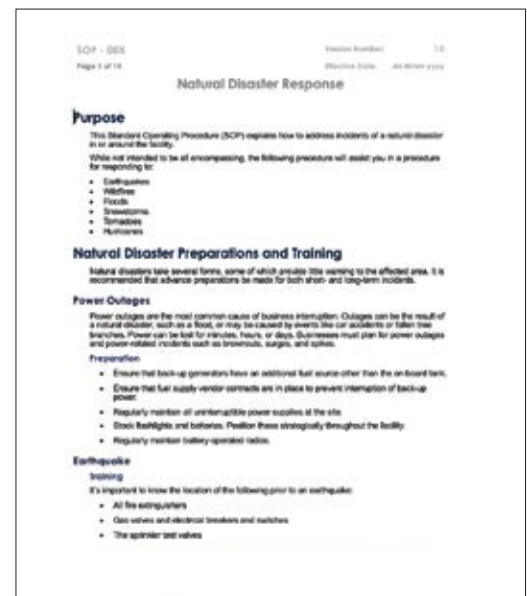 SOP - 00X Version Number: 1.0
Page 1 of 14 Effective Date:
Natural Disaster Response
Purpose
This Standard Operating Procedure (SOP) explains how to address incidents of a natural disaster
in or around the facility.
While not intended to be all encompassing, the following procedure will assist you in a procedure
for responding to:
• Earthquakes
• Wildfires
• Floods
• Snowstorms
• Tornadoes
• Hurricanes
Natural Disaster Preparations and Training
Natural disasters take several forms, some of which provide little warning to the affected area. It is
recommended that advance preparations be made for both short- and long-term incidents.
Power Outages
Power outages are the most common cause of business interruption. Outages can be the result of
a natural disaster, such as a flood, or may be caused by events like car accidents or fallen tree
branches. Power can be lost for minutes, hours, or days. Businesses must plan for power outages
and power-related incidents such as brownouts, surges, and spikes.
Preparation
• Ensure that back-up generators have an additional fuel source other than the on-board tank.
• Ensure that fuel supply vendor contracts are in place to prevent interruption of back-up
power.
• Regularly maintain all uninterruptible power supplies at the site.
• Stock flashlights and batteries. Position these strategically throughout the facility.
• Regularly maintain battery-operated radios.
Earthquake
Training
It's important to know the location of the following prior to an earthquake:
• All fire extinguishers
• Gas valves and electrical breakers and switches
• The sprinkler test valves